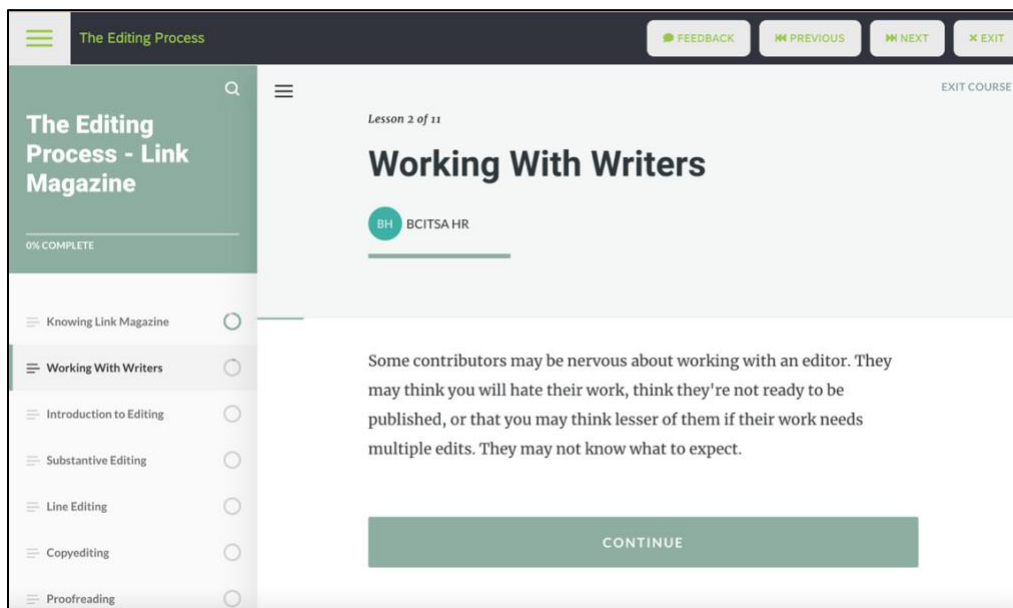 The Editing Process
FEEDBACK
PREVIOUS
NEXT
EXIT
The Editing
Process - Link
Magazine
0% COMPLETE
Knowing Link Magazine
Working With Writers
Introduction to Editing
Substantive Editing
Line Editing
Copyediting
Proofreading
EXIT COURSE
Lesson 2 of 11
Working With Writers
BH BCITSA HR
Some contributors may be nervous about working with an editor. They
may think you will hate their work, think they're not ready to be
published, or that you may think lesser of them if their work needs
multiple edits. They may not know what to expect.
CONTINUE